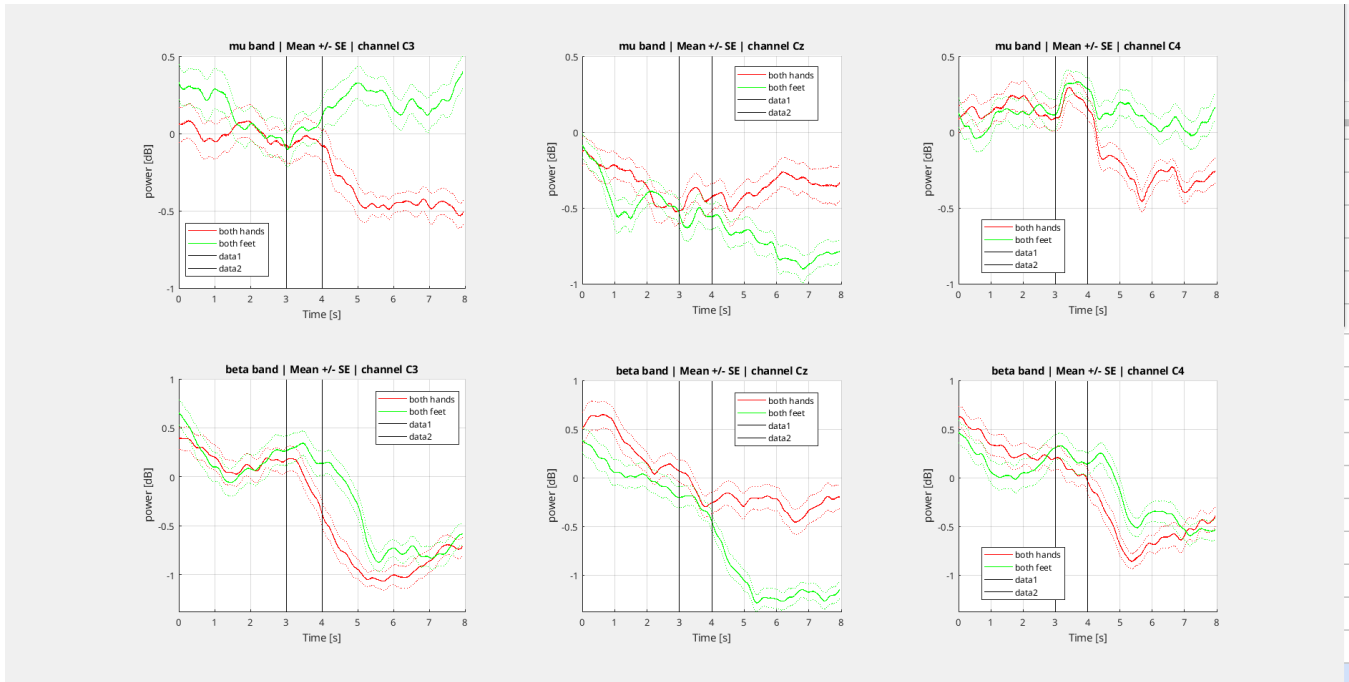 mu band | Mean +/- SE | channel C3
0.5
0
-0.5
-1
power [dB]
both hands
both feet
data1
data2
0 1 2 3 4 5 6 7 8
Time [s]
mu band | Mean +/- SE | channel Cz
0.5
0
-0.5
-1
power [dB]
both hands
both feet
data1
data2
0 1 2 3 4 5 6 7 8
Time [s]
mu band | Mean +/- SE | channel C4
0.5
0
-0.5
-1
power [dB]
both hands
both feet
data1
data2
0 1 2 3 4 5 6 7 8
Time [s]
beta band | Mean +/- SE | channel C3
1
0.5
0
-0.5
-1
power [dB]
both hands
both feet
data1
data2
0 1 2 3 4 5 6 7 8
Time [s]
beta band | Mean +/- SE | channel Cz
1
0.5
0
-0.5
-1
power [dB]
both hands
both feet
data1
data2
0 1 2 3 4 5 6 7 8
Time [s]
beta band | Mean +/- SE | channel C4
1
0.5
0
-0.5
-1
power [dB]
both hands
both feet
data1
data2
0 1 2 3 4 5 6 7 8
Time [s]